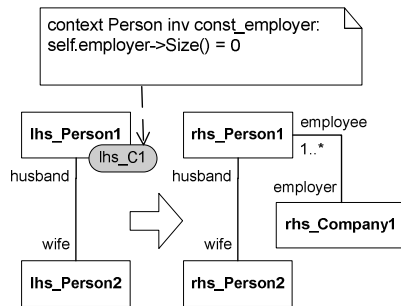 context Person inv const_employer:
self.employer->Size() = 0
lhs_Person1
lhs_C1
husband
wife
lhs_Person2
rhs_Person1
employee
1..*
husband
employer
rhs_Company1
wife
rhs_Person2